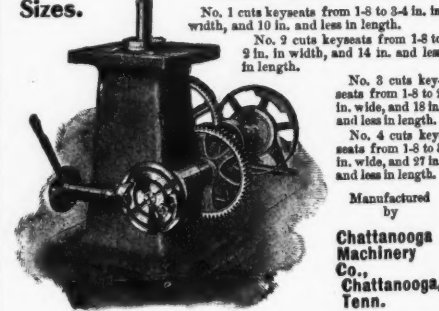 Sizes.
No. 1 cuts keyseats from 1-8 to 3-4 in. in
width, and 10 in. and less in length.
No. 2 cuts keyseats from 1-8 to
2 in. in width, and 14 in. and less
in length.
No. 3 cuts key-
seats from 1-8 to 2
in. wide, and 18 in.
and less in length.
No. 4 cuts key-
seats from 1-8 to 3
in. wide, and 27 in.
and less in length.
Manufactured
by
Chattanooga
Machinery
Co.,
Chattanooga,
Tenn.